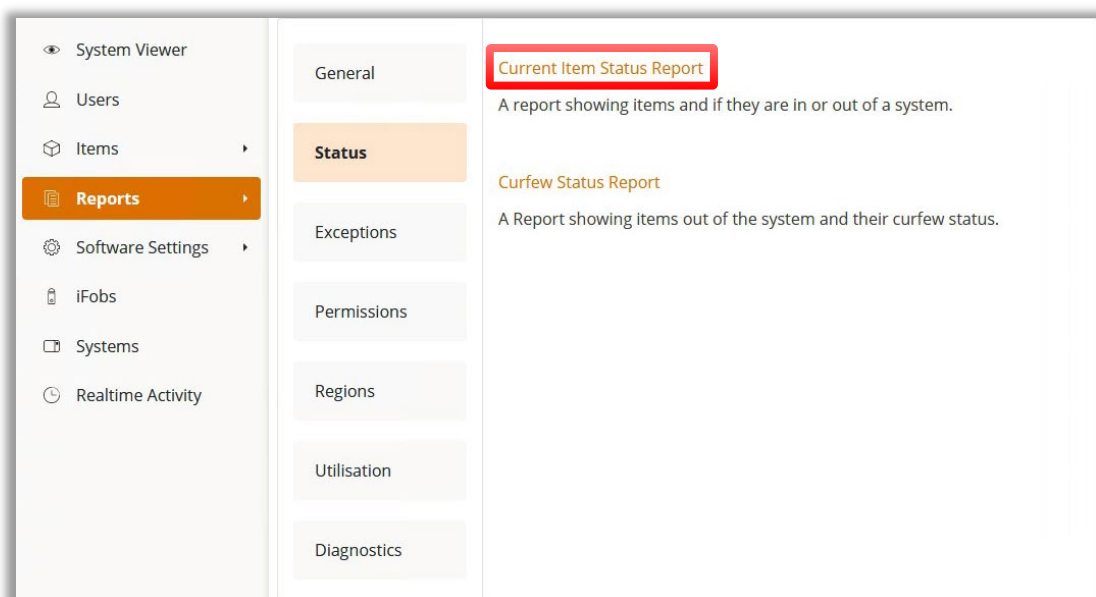 System Viewer
Users
Items
Reports
Software Settings
iFobs
Systems
Realtime Activity
General
Status
Exceptions
Permissions
Regions
Utilisation
Diagnostics
Current Item Status Report
A report showing items and if they are in or out of a system.
Curfew Status Report
A Report showing items out of the system and their curfew status.